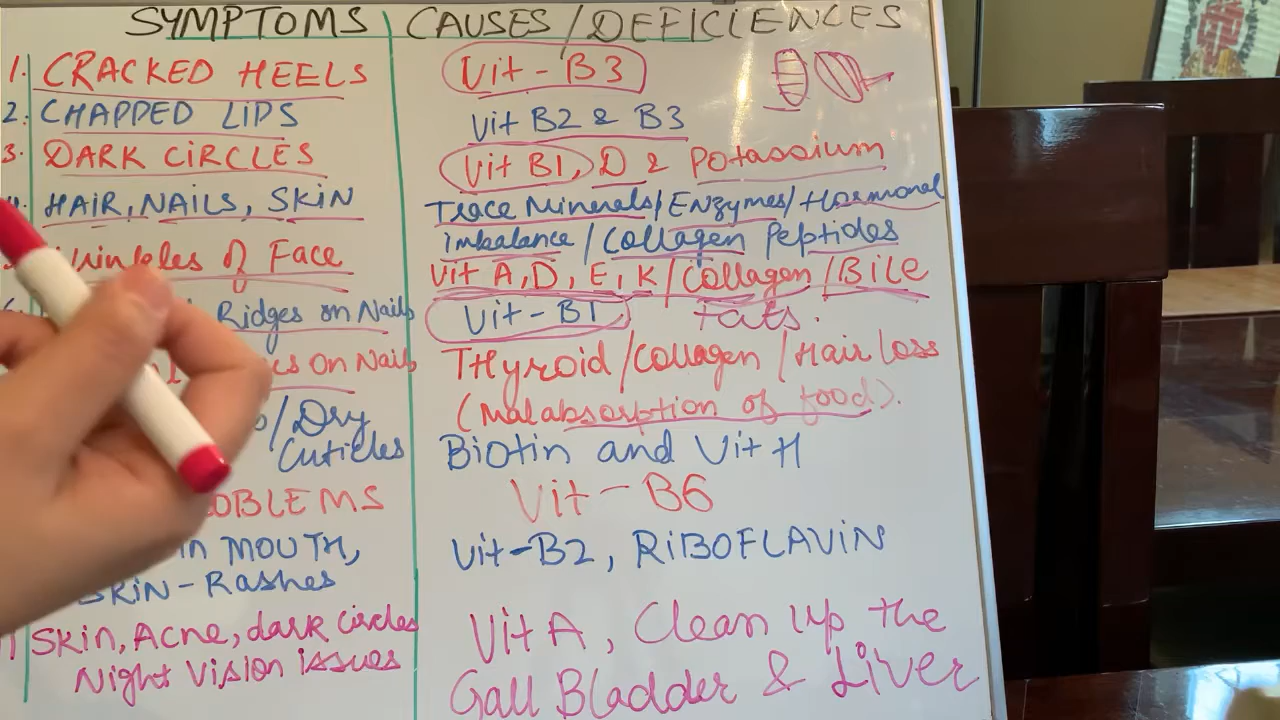 SYMPTOMS CAUSES/DEFICIENCES
1. CRACKED HEELS Vit-B3
2. CHAPPED LIPS Vit B2 & B3
3. DARK CIRCLES Vit B1, D & Potassium
HAIR, NAILS, SKIN Trace Minerals/Enzymes/Hormonal
imbalance/Collagen Peptides
Wrinkles of Face Vit A, D, E, K/Collagen/Bile
Fats.
Ridges on Nails Vit-B1
On Nails Thyroid/Collagen/Hair loss
(Malabsorption of food).
/Dry
Cuticles Biotin and Vit H
Vit-B6
MOUTH, Vit-B2, RIBOFLAVIN
SKIN-Rashes
Skin, Acne, dark circles Vit A, Clean up the
Night Vision issues Gall Bladder & Liver